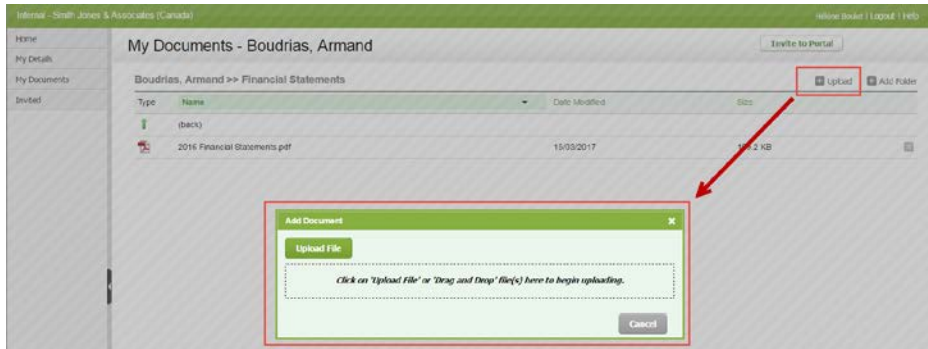 Internal - Smith Jones & Associates (Canada)
Boulet | Logout | Help
Home
My Details
My Documents
Invited
My Documents - Boudrias, Armand
Invite to Portal
Boudrias, Armand >> Financial Statements
Upload
Add Folder
Type Name Date Modified Size
(back)
2016 Financial Statements.pdf 15/03/2017 KB
Add Document
Upload File
Click on 'Upload File' or 'Drag and Drop' file(s) here to begin uploading.
Cancel